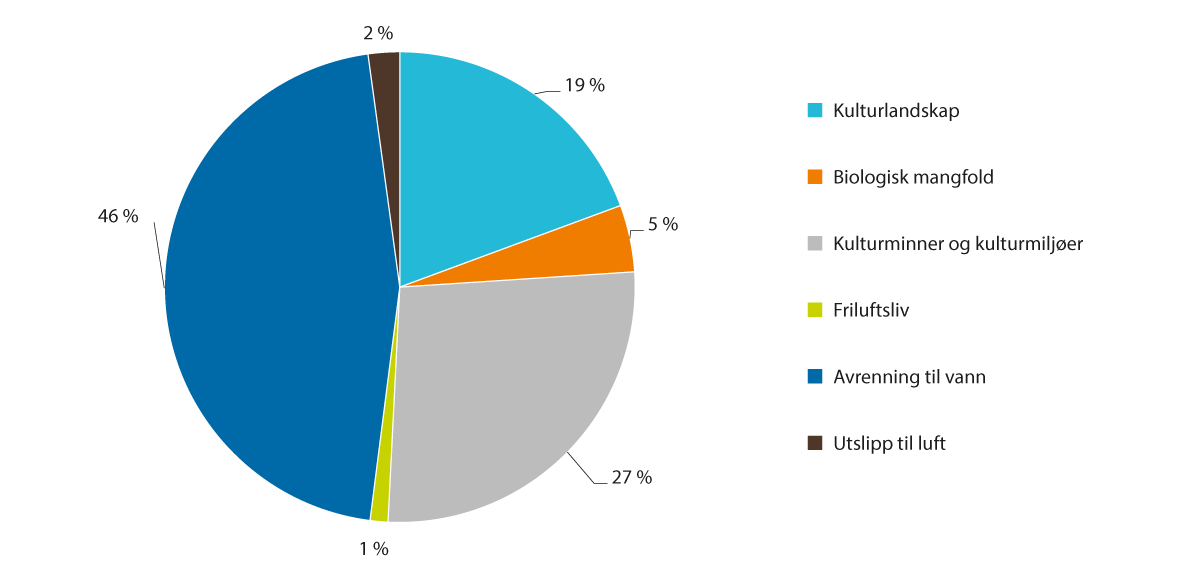 2 %
19 %
5 %
27 %
1 %
46 %
Kulturlandskap
Biologisk mangfold
Kulturminner og kulturmiljøer
Friluftsliv
Avrenning til vann
Utslipp til luft